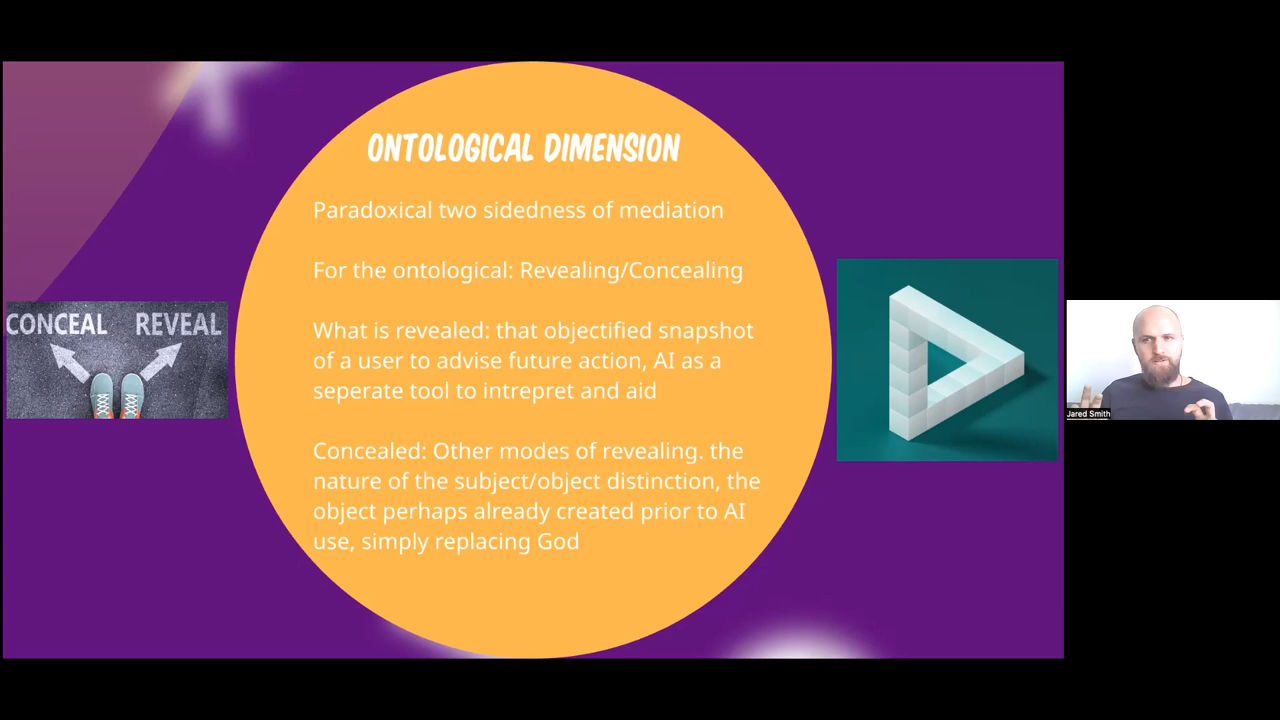 ONTOLOGICAL DIMENSION
Paradoxical two sidedness of mediation
For the ontological: Revealing/Concealing
What is revealed: that objectified snapshot
of a user to advise future action, AI as a
seperate tool to intrepret and aid
Concealed: Other modes of revealing. the
nature of the subject/object distinction, the
object perhaps already created prior to AI
use, simply replacing God
CONCEAL REVEAL
Jared Smith